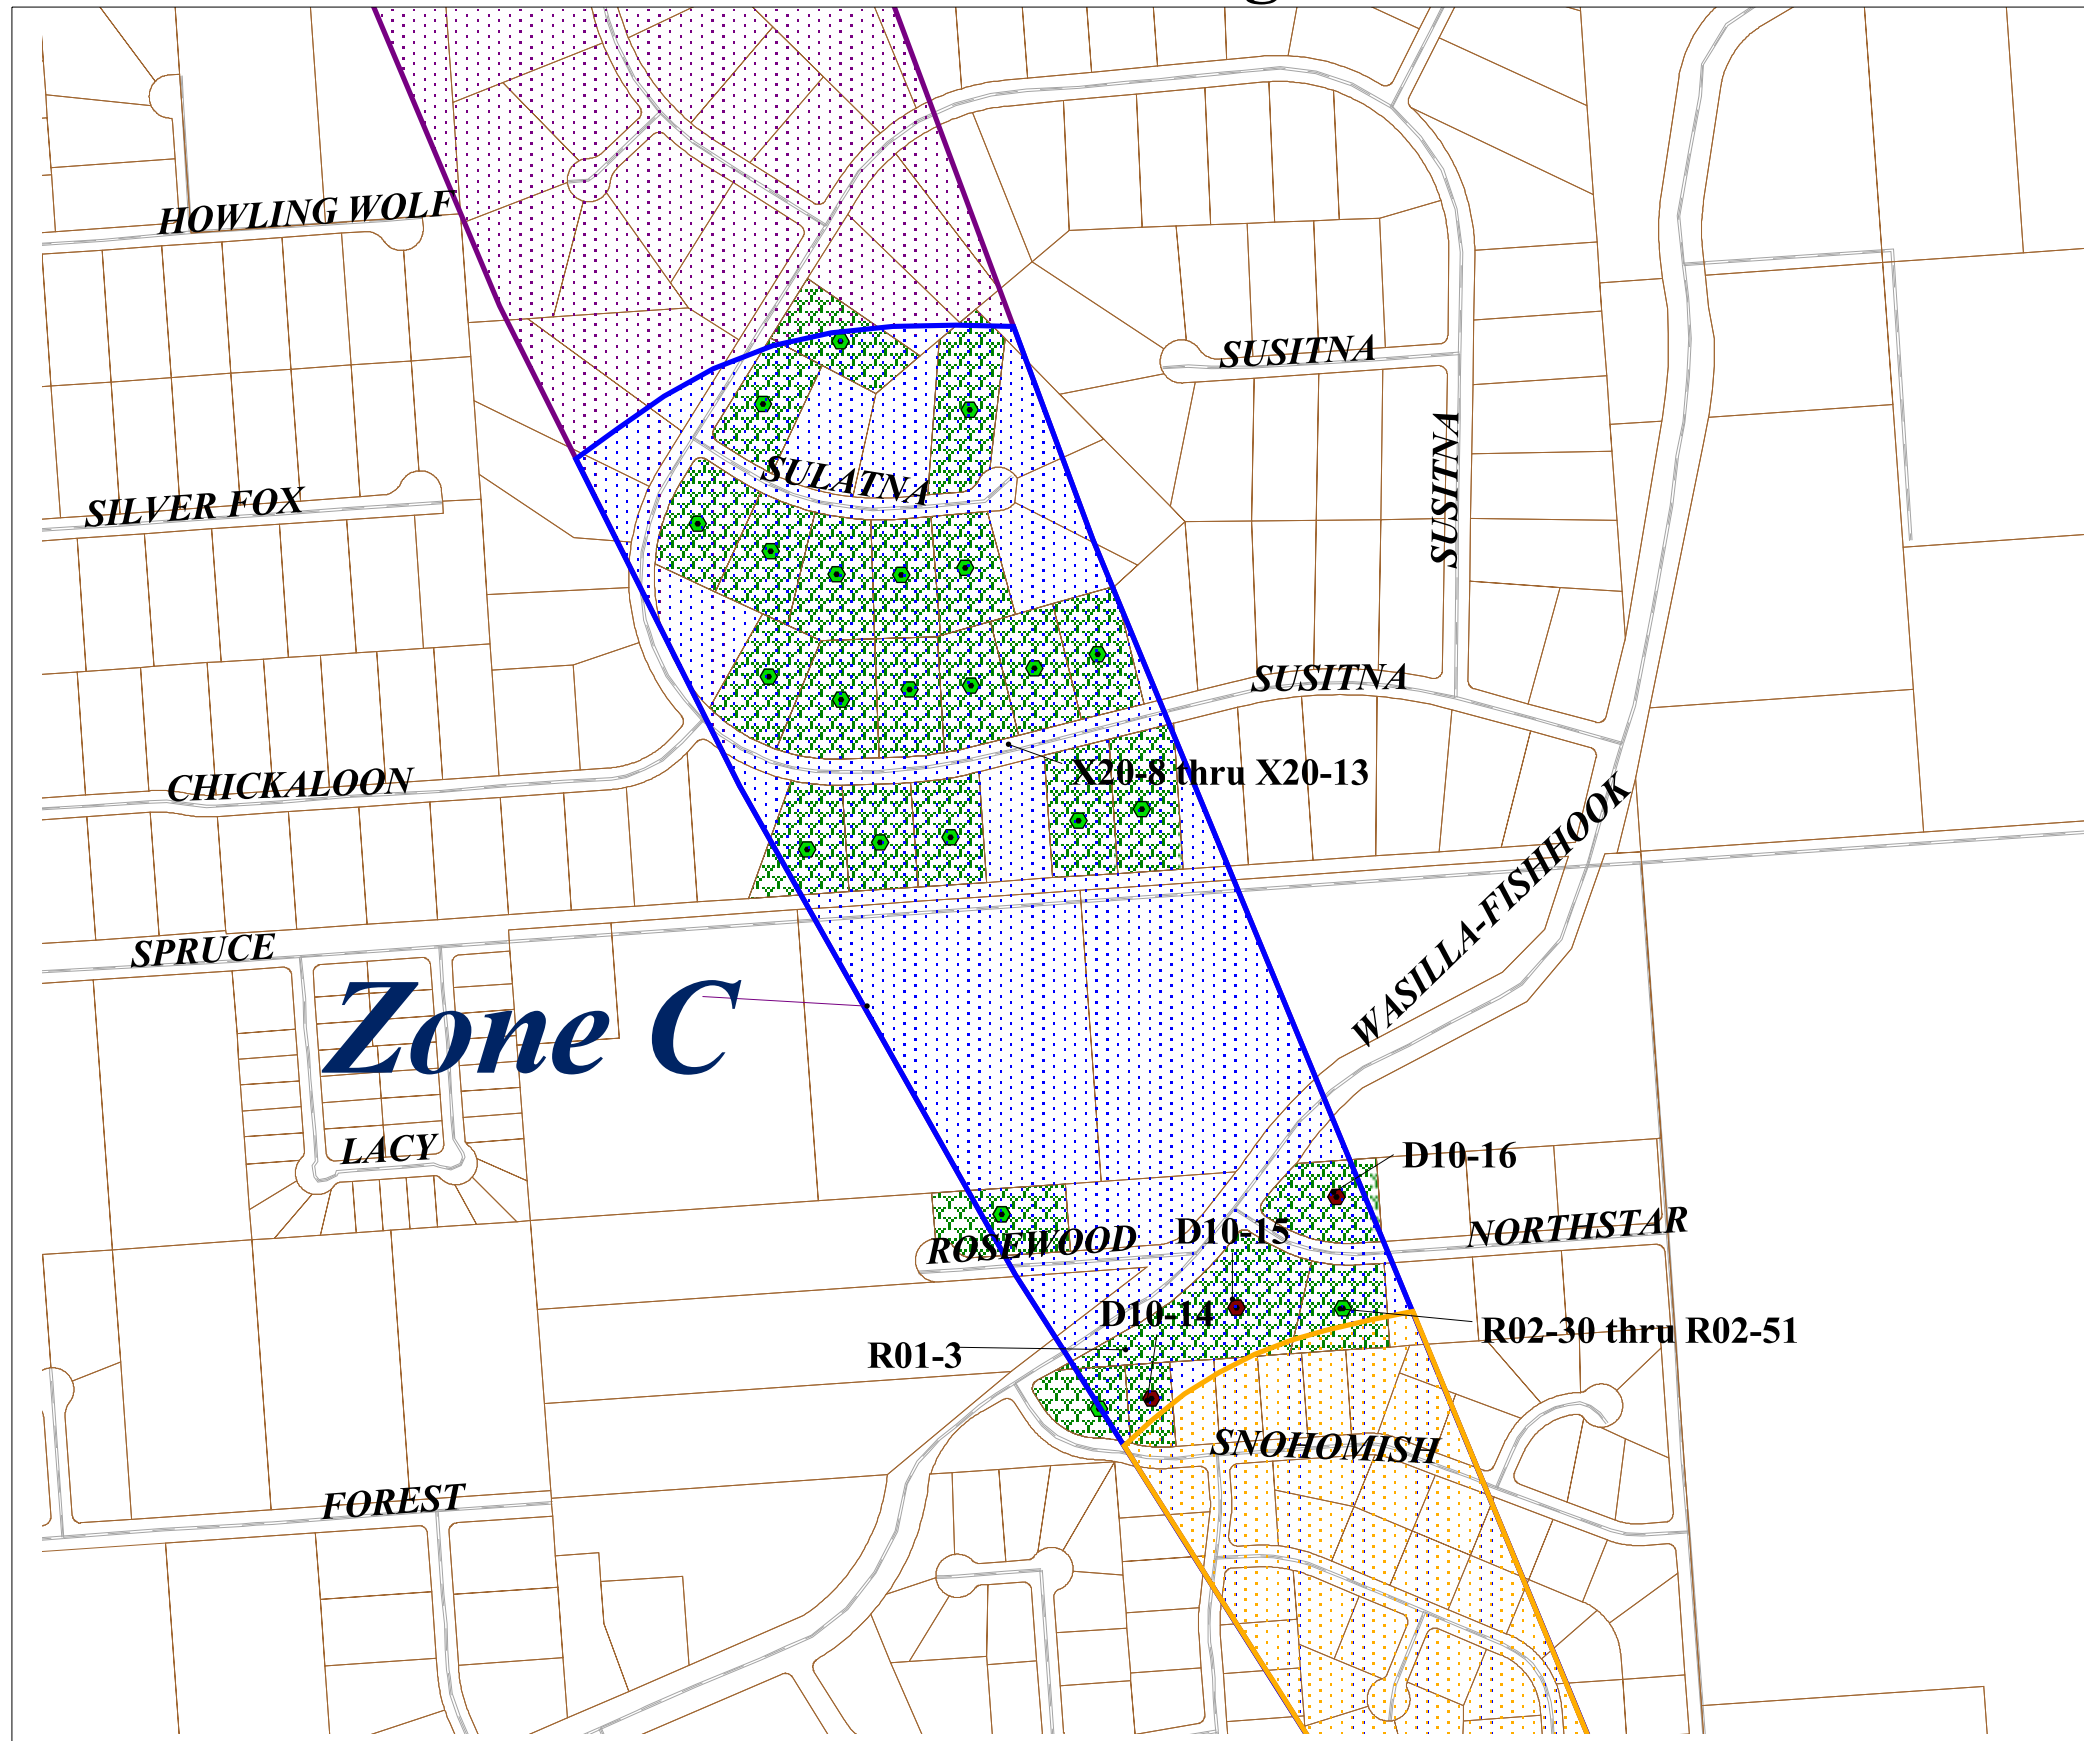 HOWLING WOLF
SUSITNA
SUSITNA
SULATNA
SILVER FOX
SUSITNA
X20-8 thru X20-13
CHICKALOON
WASILLA-FISHHOOK
SPRUCE
Zone C
LACY
D10-16
NORTHSTAR
D10-15
ROSEWOOD
D10-14
R02-30 thru R02-51
R01-3
SNOHOMISH
FOREST